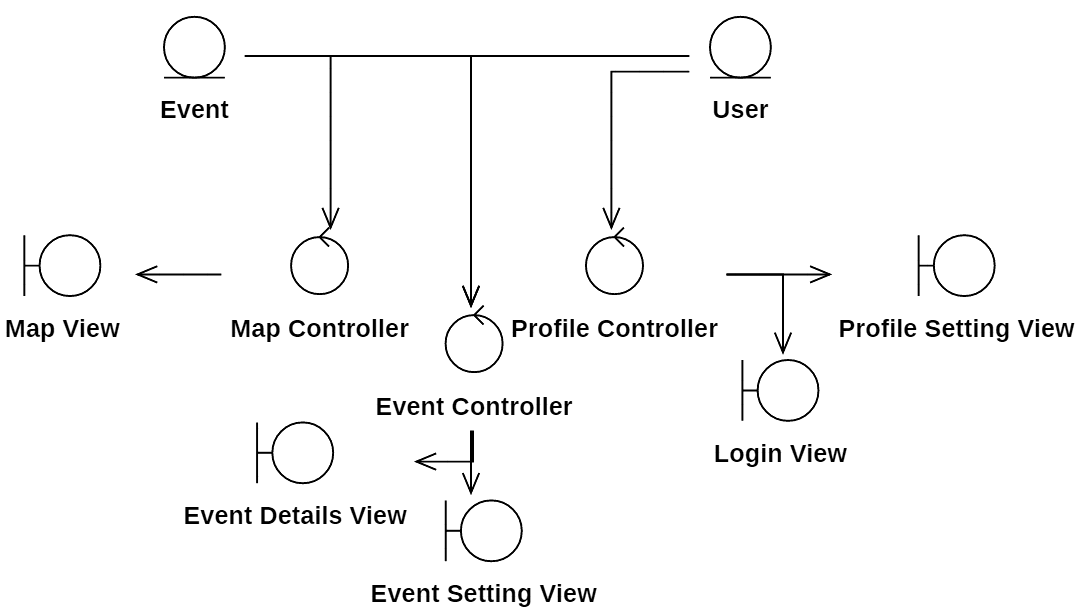 Event
User
Map View
Map Controller
Profile Controller
Profile Setting View
Event Controller
Login View
Event Details View
Event Setting View